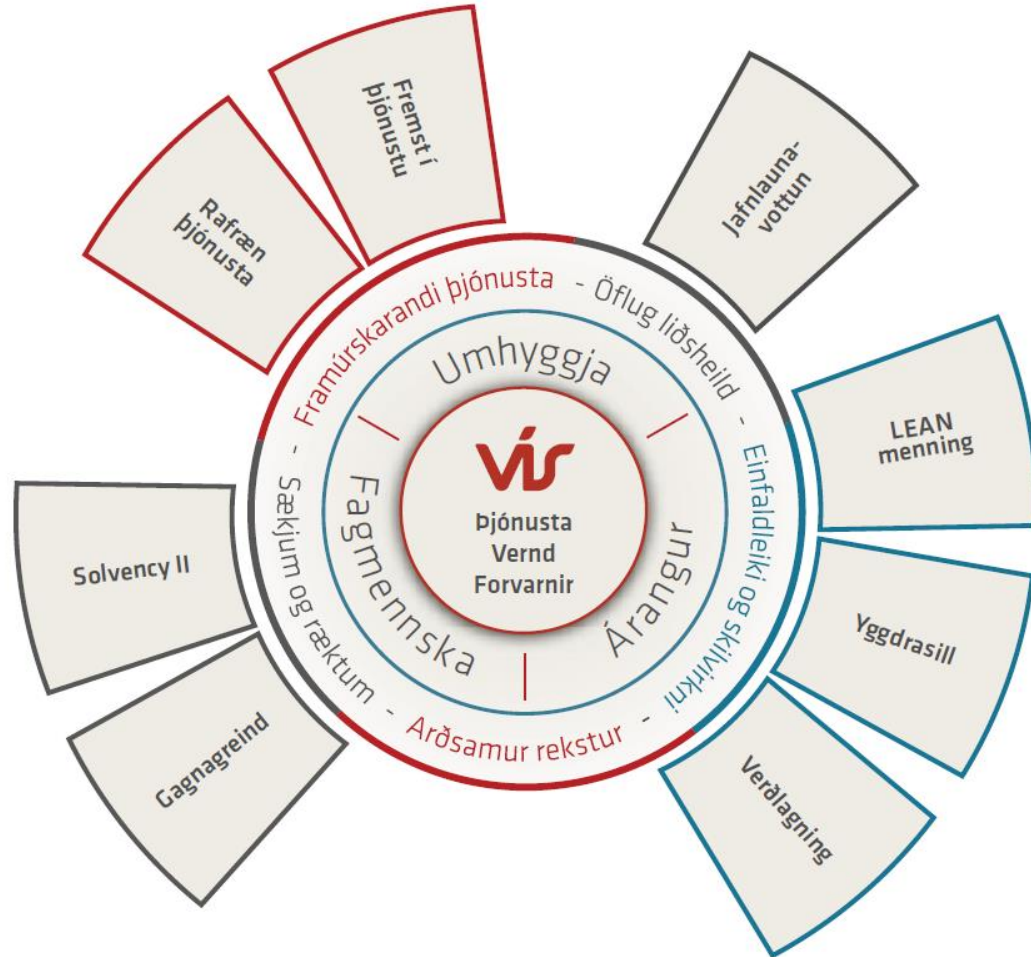 Fremst í
þjónustu
Rafræn
þjónusta
Jafnlauna-
vottun
LEAN
menning
Yggdrasill
Verðlagning
Gagnagreind
Solvency II
Framúrskarandi þjónusta - Öflug liðsheild - Einfaldleiki og skilvirkni - Arðsamur rekstur - Sækjum og ræktum -
Umhyggja
Árangur
Fagmennska
vís
Þjónusta
Vernd
Forvarnir